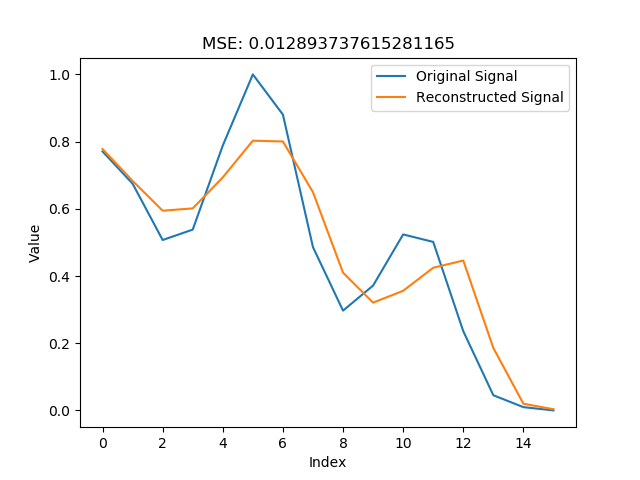 MSE: 0.012893737615281165
Original Signal
Reconstructed Signal
Value
1.0
0.8
0.6
0.4
0.2
0.0
0 2 4 6 8 10 12 14
Index